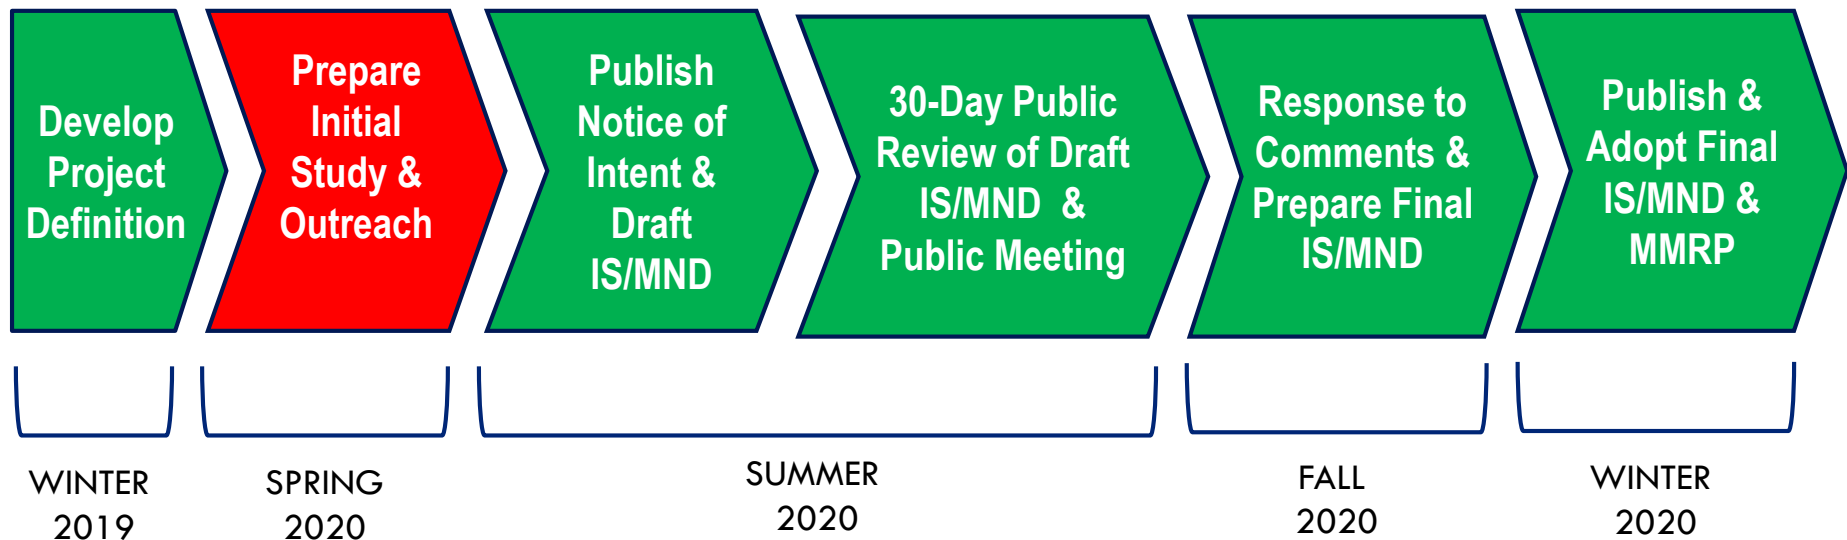 Develop
Project
Definition
Prepare
Initial
Study &
Outreach
Publish
Notice of
Intent &
Draft
IS/MND
30-Day Public
Review of Draft
IS/MND &
Public Meeting
Response to
Comments &
Prepare Final
IS/MND
Publish &
Adopt Final
IS/MND &
MMRP
WINTER
2019
SPRING
2020
SUMMER
2020
FALL
2020
WINTER
2020